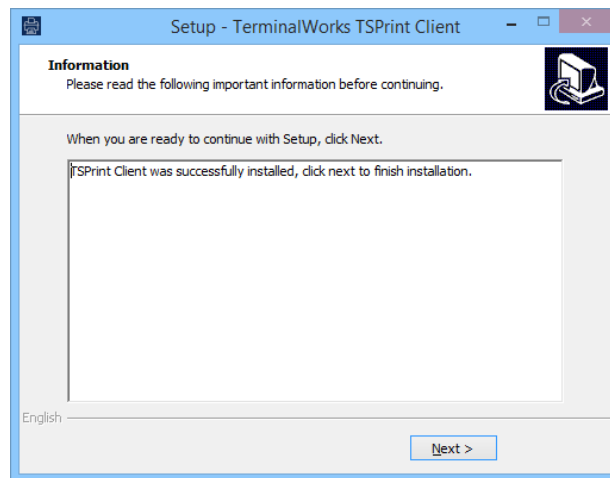 Setup - TerminalWorks TSPrint Client
Information
Please read the following important information before continuing.
When you are ready to continue with Setup, click Next.
TSPrint Client was successfully installed, click next to finish installation.
English
Next >